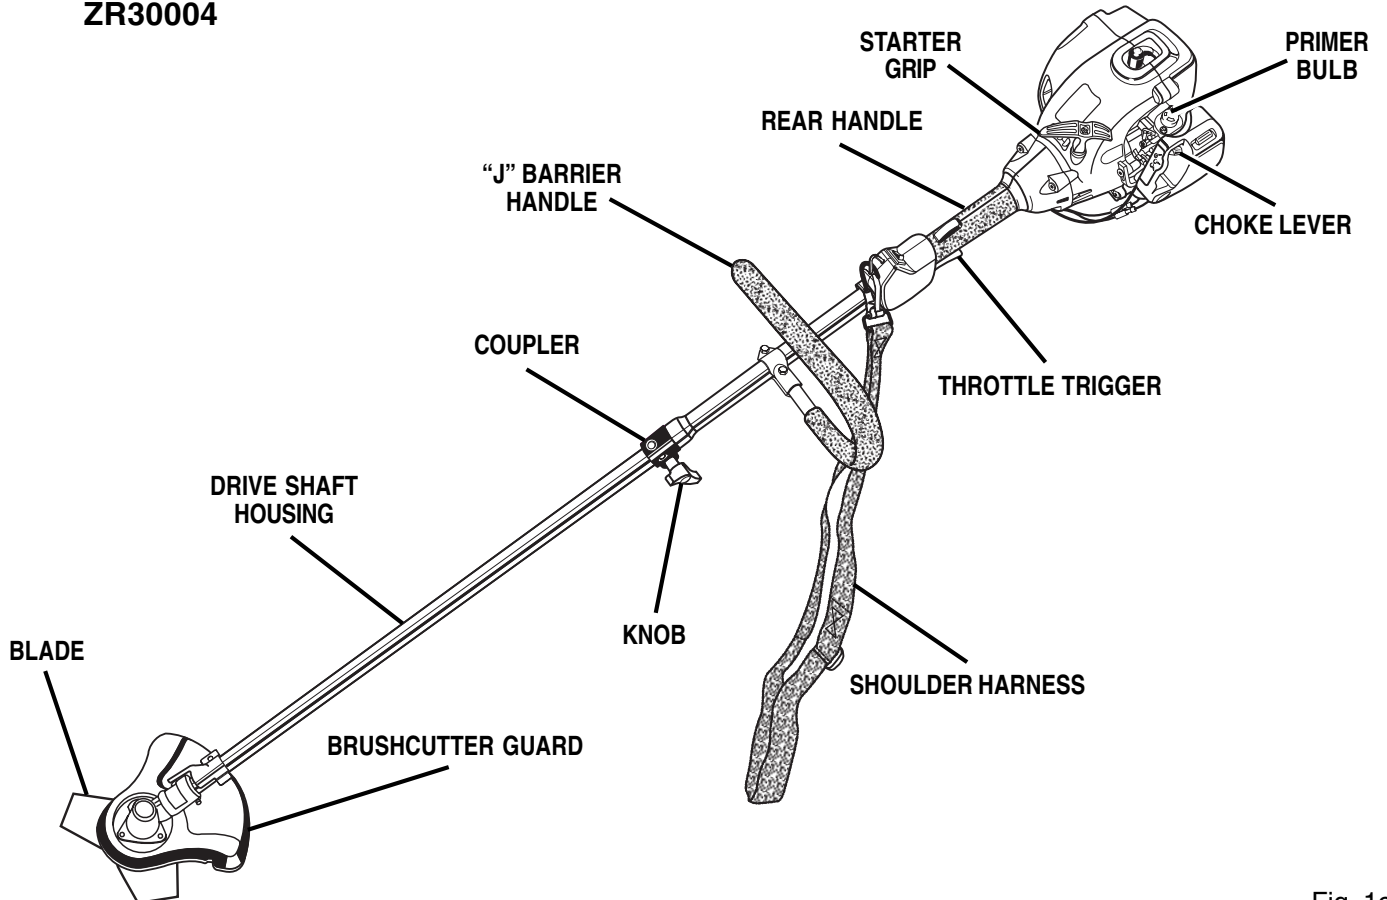 ZR30004
STARTER
GRIP
PRIMER
BULB
REAR HANDLE
“J” BARRIER
HANDLE
CHOKE LEVER
COUPLER
THROTTLE TRIGGER
DRIVE SHAFT
HOUSING
KNOB
BLADE
SHOULDER HARNESS
BRUSHCUTTER GUARD
Fig.